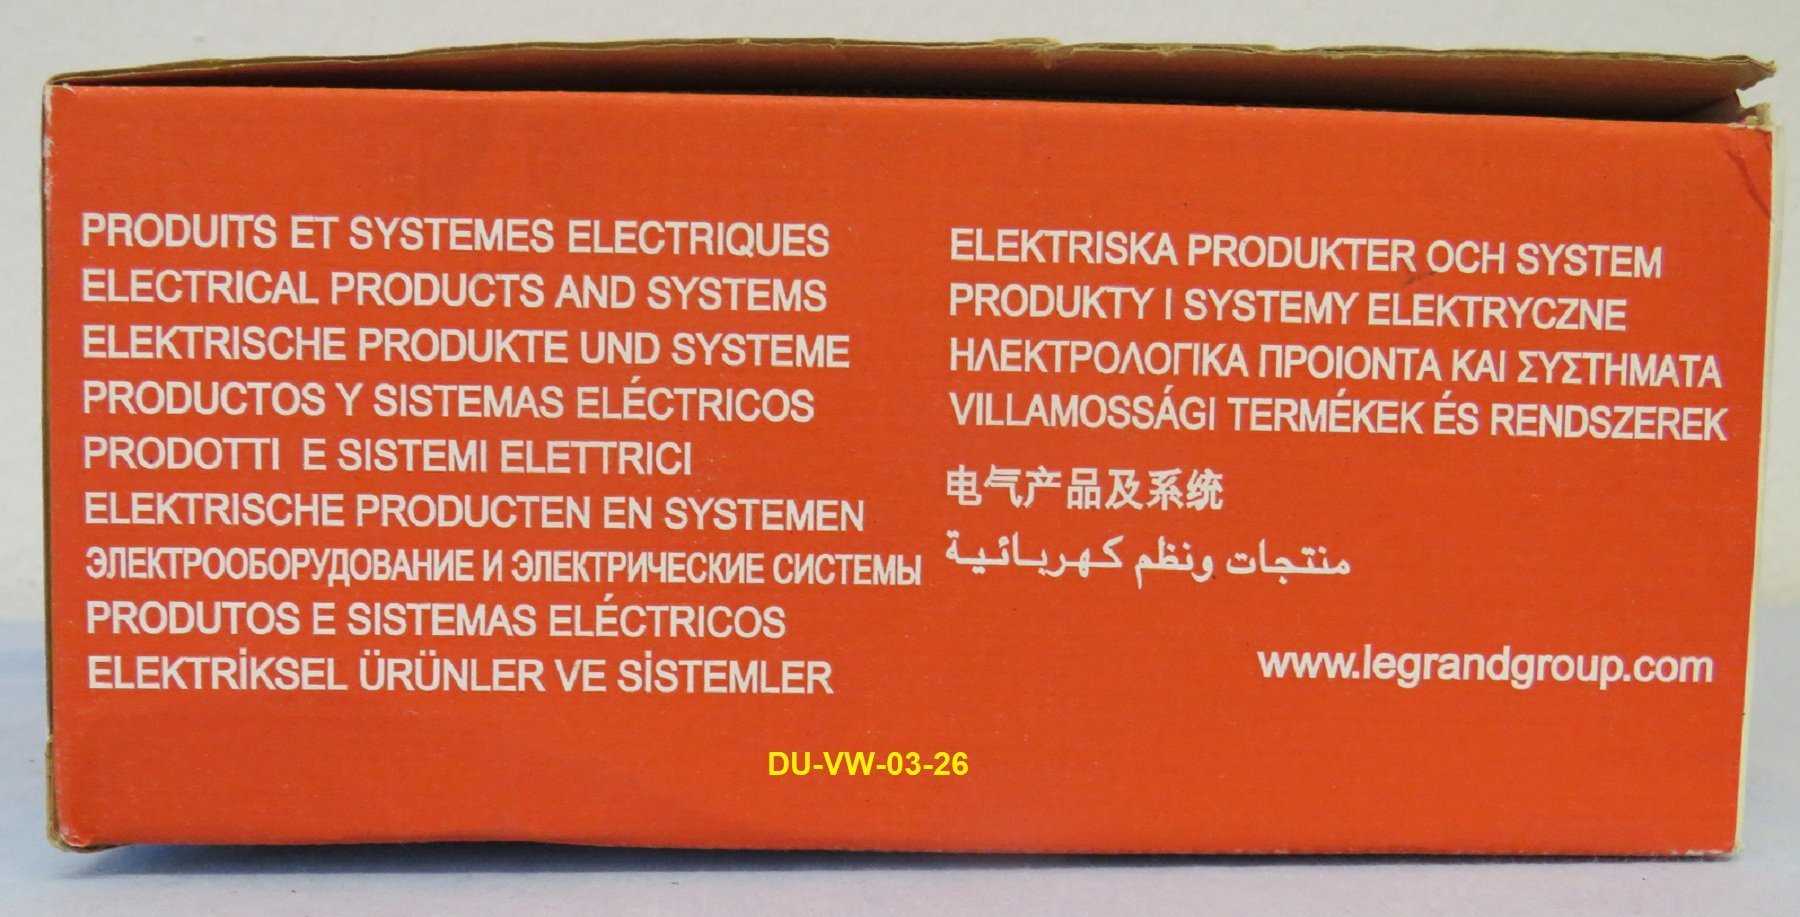 PRODUITS ET SYSTEMES ELECTRIQUES
ELECTRICAL PRODUCTS AND SYSTEMS
ELEKTRISCHE PRODUKTE UND SYSTEME
PRODUCTOS Y SISTEMAS ELÉCTRICOS
PRODOTTI E SISTEMI ELETTRICI
ELEKTRISCHE PRODUCTEN EN SYSTEMEN
ЭЛЕКТРООБОРУДОВАНИЕ И ЭЛЕКТРИЧЕСКИЕ СИСТЕМЫ
PRODUTOS E SISTEMAS ELÉCTRICOS
ELEKTRİKSEL ÜRÜNLER VE SİSTEMLER
ELEKTRISKA PRODUKTER OCH SYSTEM
PRODUKTY I SYSTEMY ELEKTRYCZNE
ΗΛΕΚΤΡΟΛΟΓΙΚΑ ΠΡΟΙΟΝΤΑ ΚΑΙ ΣΥΣΤΗΜΑΤΑ
VILLAMOSSÁGI TERMÉKEK ÉS RENDSZEREK
电气产品及系统
منتجات ونظم كهربائية
www.legrandgroup.com
DU-VW-03-26